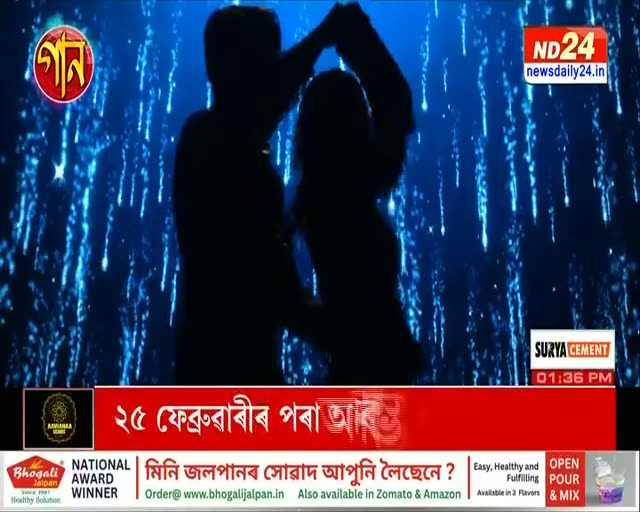 গান
ND24
newsdaily24.in
SURYA CEMENT
01:36 PM
২৫ ফেব্ৰুৱাৰীৰ পৰা আৰম্ভ
Bhogali
Jalpan
Since 1997
Healthy Solution
NATIONAL
AWARD
WINNER
মিনি জলপানৰ সোৱাদ আপুনি লৈছেনে ?
Order@ www.bhogalijalpan.in Also available in Zomato & Amazon
Easy, Healthy and
Fulfilling
Available in 3 Flavors
OPEN
POUR
& MIX